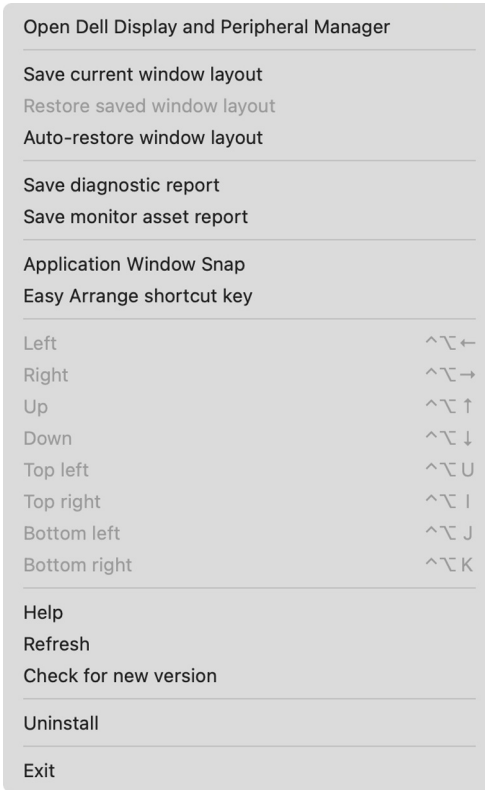 Open Dell Display and Peripheral Manager
Save current window layout
Restore saved window layout
Auto-restore window layout
Save diagnostic report
Save monitor asset report
Application Window Snap
Easy Arrange shortcut key
Left ^⌥←
Right ^⌥→
Up ^⌥↑
Down ^⌥↓
Top left ^⌥U
Top right ^⌥I
Bottom left ^⌥J
Bottom right ^⌥K
Help
Refresh
Check for new version
Uninstall
Exit